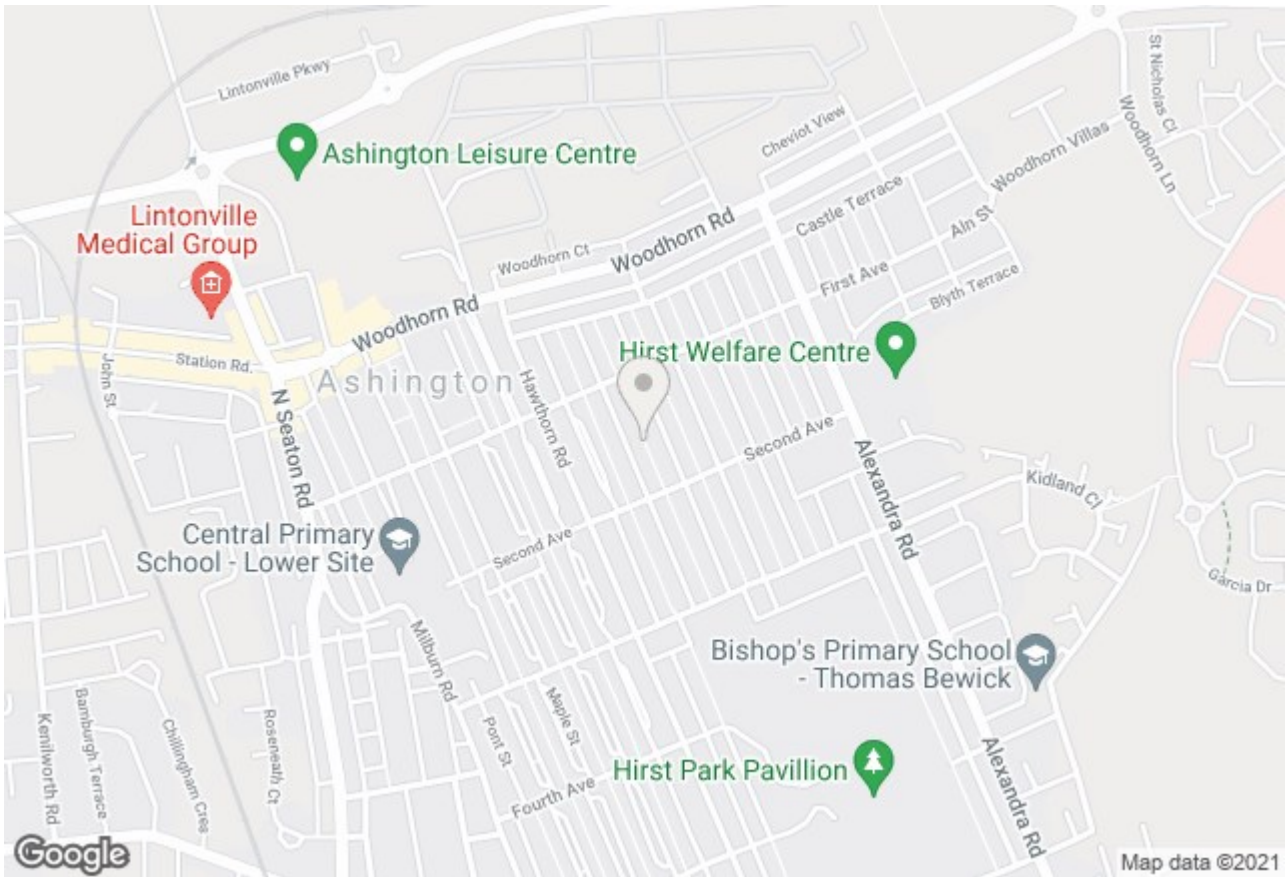 St Nicholas Cl
Lintonville Pkwy
Cheviot View
Woodhorn Ln
Ashington Leisure Centre
Woodhorn Villas
Castle Terrace
Lintonville
Medical Group
Woodhorn Rd
Aln St
Woodhorn Ct
First Ave
Blyth Terrace
Woodhorn Rd
Station Rd.
John St
Hirst Welfare Centre
Ashington
Hawthorn Rd
N Seaton Rd
Second Ave
Alexandra Rd
Kidland Cl
Central Primary
School - Lower Site
Second Ave
Garcia Dr
Milburn Rd
Bishop's Primary School
- Thomas Bewick
Kenilworth Rd
Bamburgh Terrace
Chillingham Cres
Roseneath Ct
Pont St
Maple St
Hirst Park Pavillion
Fourth Ave
Alexandra Rd
Google
Map data ©2021